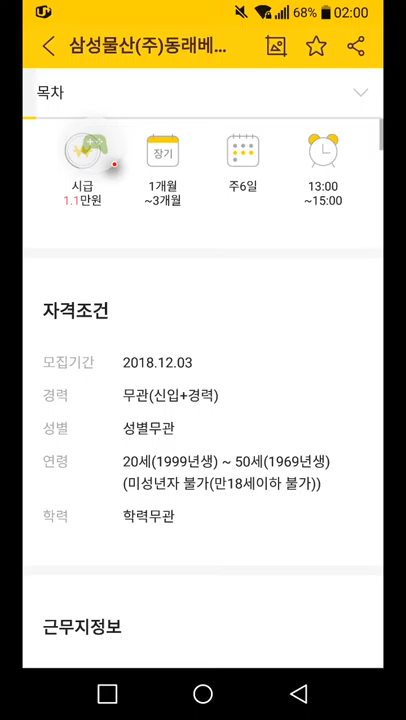 68% 02:00
삼성물산(주)동래베...
목차
장기
시급
1.1만원
1개월
~3개월
주6일
13:00
~15:00
자격조건
모집기간 2018.12.03
경력 무관(신입+경력)
성별 성별무관
연령 20세(1999년생) ~ 50세(1969년생)
(미성년자 불가(만18세이하 불가))
학력 학력무관
근무지정보